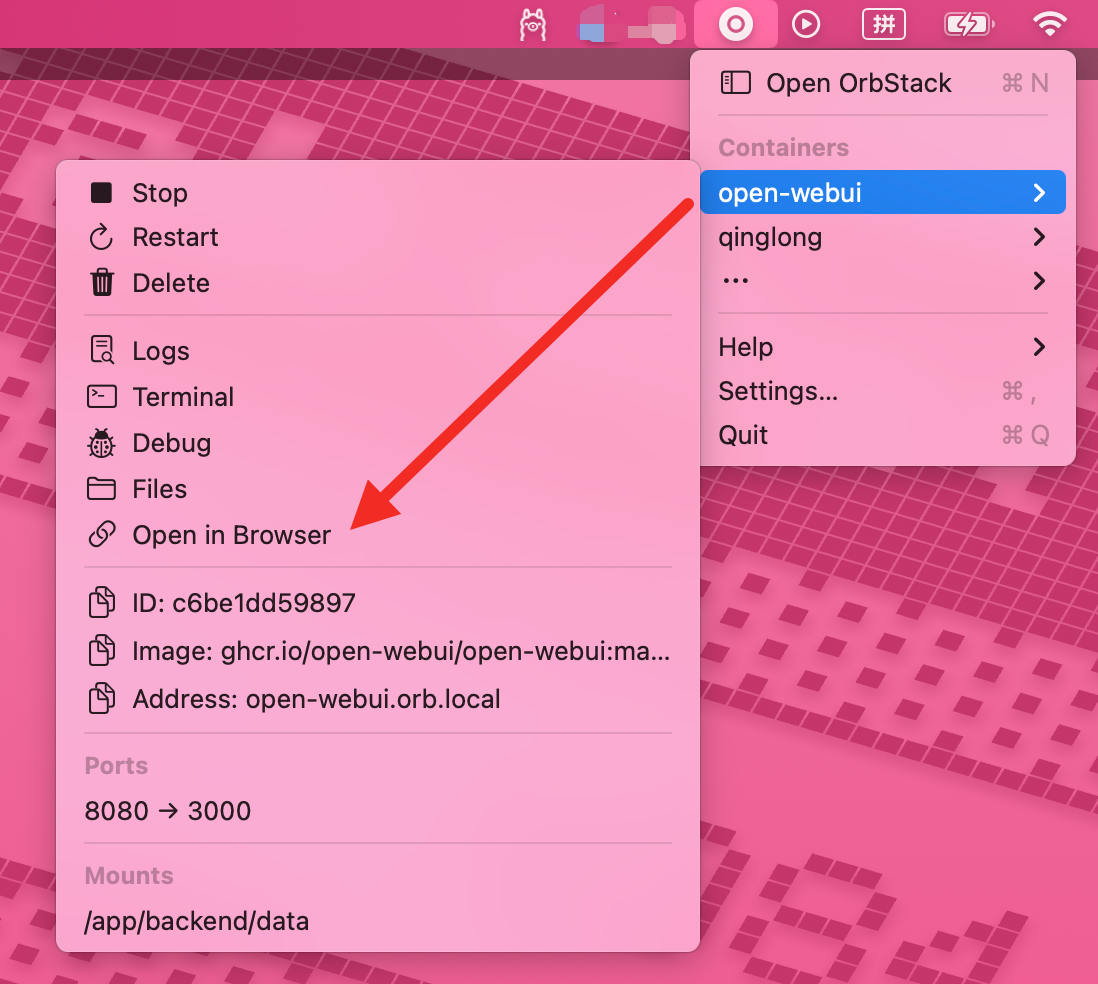 拼
Open OrbStack ⌘ N
Containers
open-webui
qinglong
...
Help
Settings... ⌘ ,
Quit ⌘ Q
Stop
Restart
Delete
Logs
Terminal
Debug
Files
Open in Browser
ID: c6be1dd59897
Image: ghcr.io/open-webui/open-webui:ma...
Address: open-webui.orb.local
Ports
8080 → 3000
Mounts
/app/backend/data